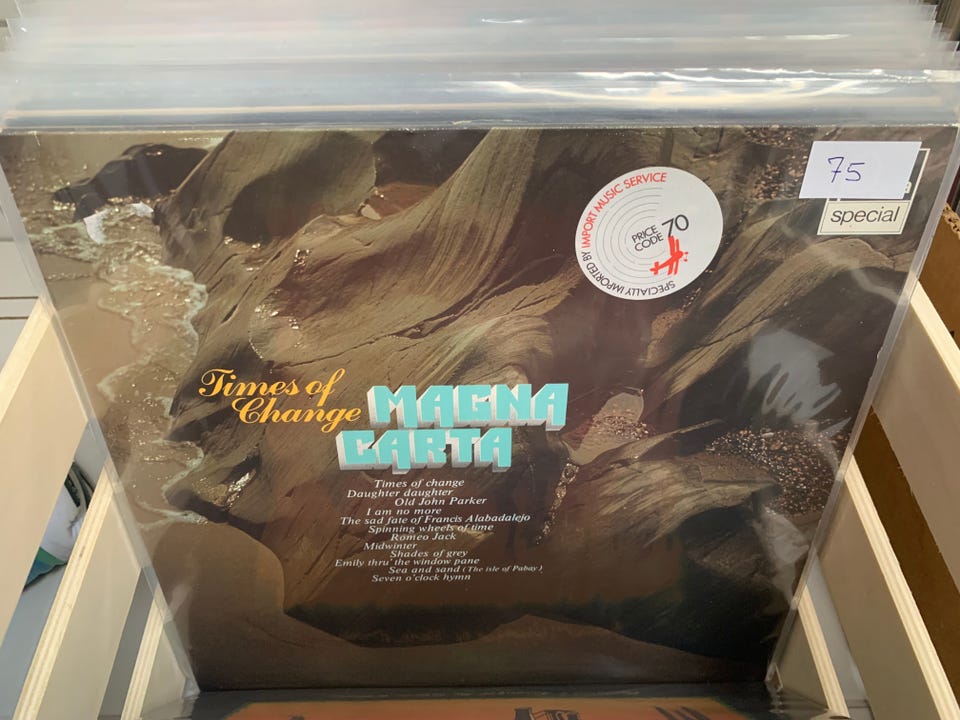 75
special
SPECIALLY IMPORTED BY IMPORT MUSIC SERVICE
PRICE
CODE 70
Times of
Change
MAGNA
CARTA
Times of change
Daughter daughter
Old John Parker
I am no more
The sad fate of Francis Alabadalejo
Spinning wheels of time
Romeo Jack
Midwinter
Shades of grey
Emily thru' the window pane
Sea and sand (The isle of Pabay)
Seven o'clock hymn